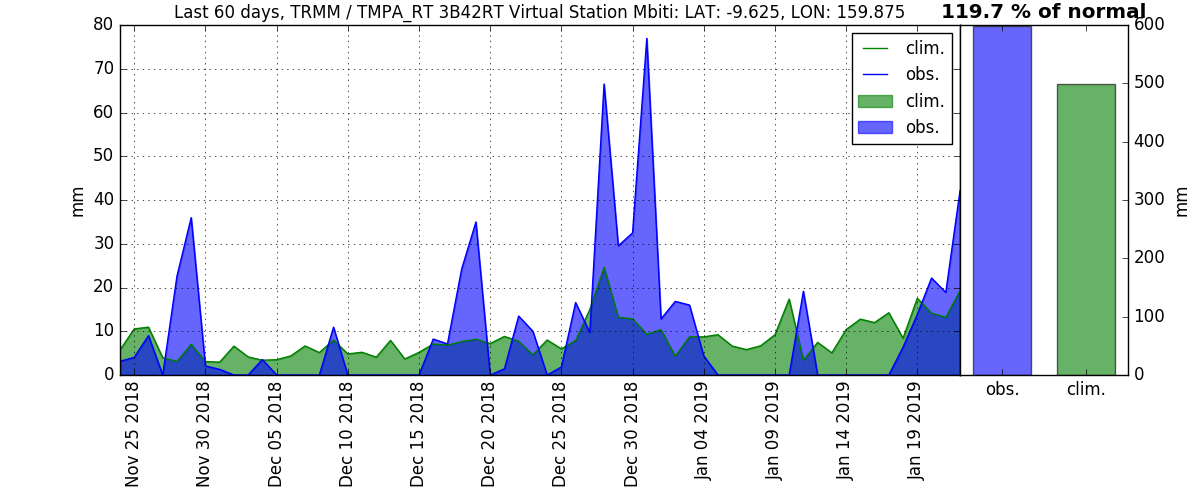 Last 60 days, TRMM / TMPA_RT 3B42RT Virtual Station Mbiti: LAT: -9.625, LON: 159.875
119.7 % of normal
80
70
60
50
40
30
20
10
0
mm
clim.
obs.
clim.
obs.
600
500
400
300
200
100
0
mm
obs.
clim.
Nov 25 2018
Nov 30 2018
Dec 05 2018
Dec 10 2018
Dec 15 2018
Dec 20 2018
Dec 25 2018
Dec 30 2018
Jan 04 2019
Jan 09 2019
Jan 14 2019
Jan 19 2019